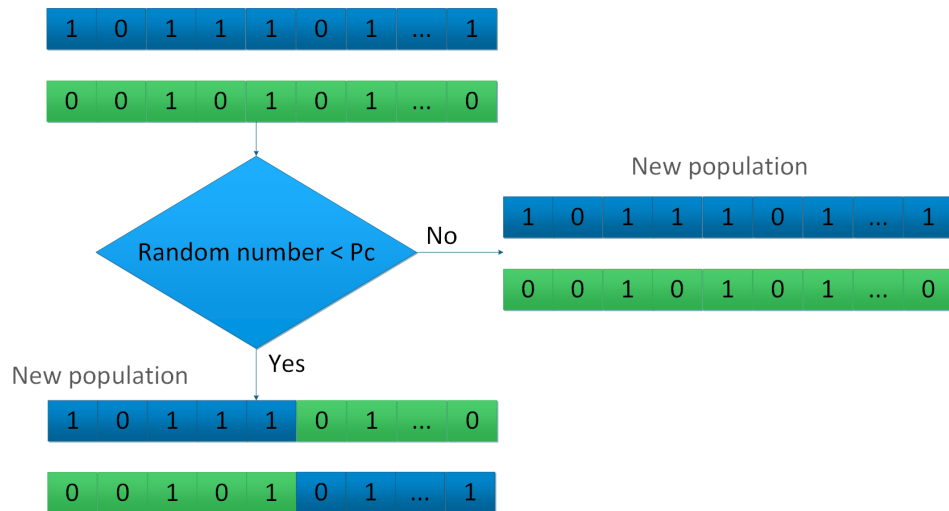 1 0 1 1 1 0 1 ... 1
0 0 1 0 1 0 1 ... 0
New population
1 0 1 1 1 0 1 ... 1
No
Random number < Pc
0 0 1 0 1 0 1 ... 0
Yes
New population
1 0 1 1 1 0 1 ... 0
0 0 1 0 1 0 1 ... 1